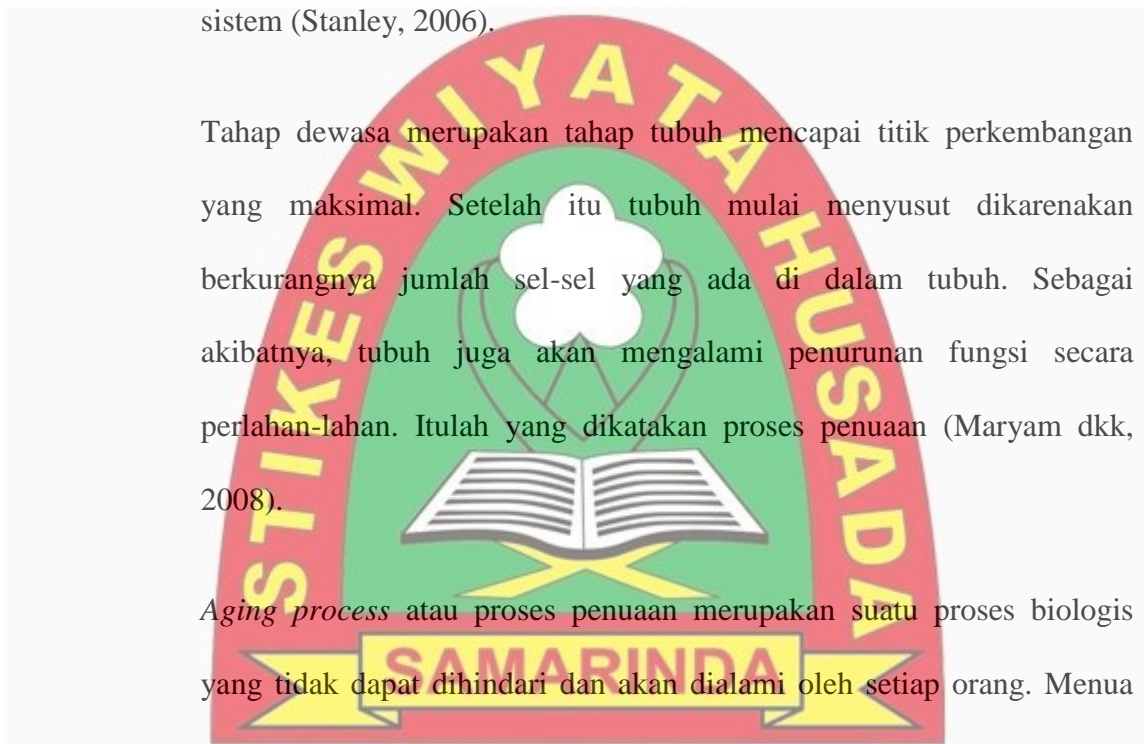 sistem (Stanley, 2006).
Tahap dewasa merupakan tahap tubuh mencapai titik perkembangan
yang maksimal. Setelah itu tubuh mulai menyusut dikarenakan
berkurangnya jumlah sel-sel yang ada di dalam tubuh. Sebagai
akibatnya, tubuh juga akan mengalami penurunan fungsi secara
perlahan-lahan. Itulah yang dikatakan proses penuaan (Maryam dkk,
2008).
Aging process atau proses penuaan merupakan suatu proses biologis
yang tidak dapat dihindari dan akan dialami oleh setiap orang. Menua
STIKES WIYATA HUSADA
SAMARINDA